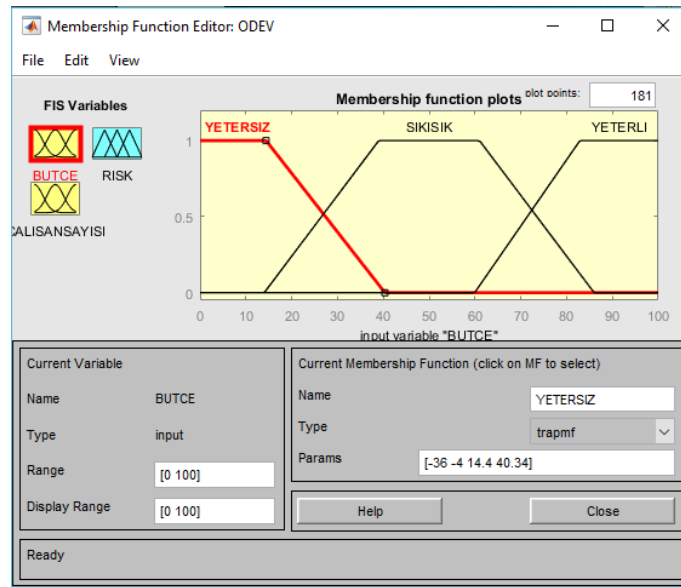 Membership Function Editor: ODEV
File Edit View
FIS Variables
BUTCE RISK
ÇALISANSAYISI
Membership function plots plot points: 181
YETERSIZ SIKISIK YETERLI
1
0.5
0
0 10 20 30 40 50 60 70 80 90 100
input variable "BUTCE"
Current Variable
Name BUTCE
Type input
Range [0 100]
Display Range [0 100]
Current Membership Function (click on MF to select)
Name YETERSIZ
Type trapmf
Params [-36 -4 14.4 40.34]
Help Close
Ready